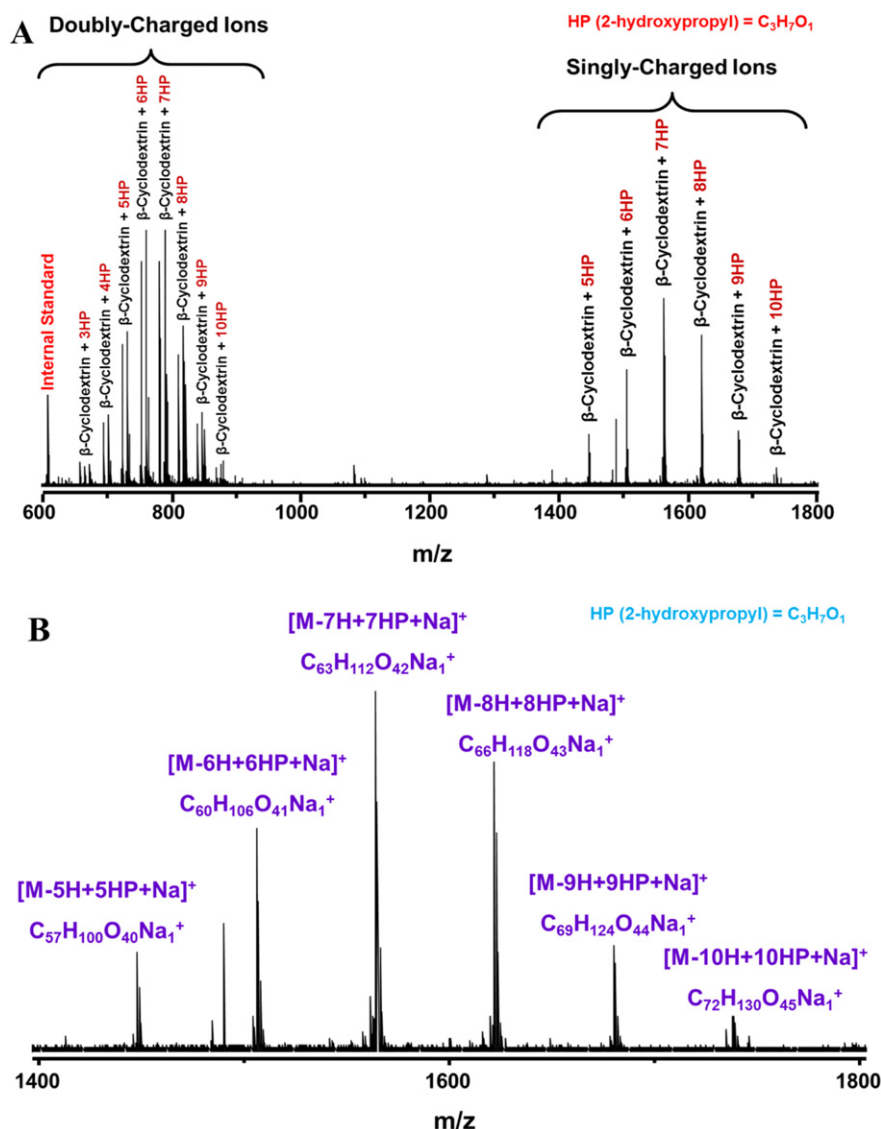 A
Doubly-Charged Ions
HP (2-hydroxypropyl) = C₃H₇O₁
Singly-Charged Ions
Internal Standard
β-Cyclodextrin + 3HP
β-Cyclodextrin + 4HP
β-Cyclodextrin + 5HP
β-Cyclodextrin + 6HP
β-Cyclodextrin + 7HP
β-Cyclodextrin + 8HP
β-Cyclodextrin + 9HP
β-Cyclodextrin + 10HP
β-Cyclodextrin + 5HP
β-Cyclodextrin + 6HP
β-Cyclodextrin + 7HP
β-Cyclodextrin + 8HP
β-Cyclodextrin + 9HP
β-Cyclodextrin + 10HP
600 800 1000 1200 1400 1600 1800
m/z
B
HP (2-hydroxypropyl) = C₃H₇O₁
[M-5H+5HP+Na]⁺
C₅₇H₁₀₀O₄₀Na₁⁺
[M-6H+6HP+Na]⁺
C₆₀H₁₀₆O₄₁Na₁⁺
[M-7H+7HP+Na]⁺
C₆₃H₁₁₂O₄₂Na₁⁺
[M-8H+8HP+Na]⁺
C₆₆H₁₁₈O₄₃Na₁⁺
[M-9H+9HP+Na]⁺
C₆₉H₁₂₄O₄₄Na₁⁺
[M-10H+10HP+Na]⁺
C₇₂H₁₃₀O₄₅Na₁⁺
1400 1600 1800
m/z